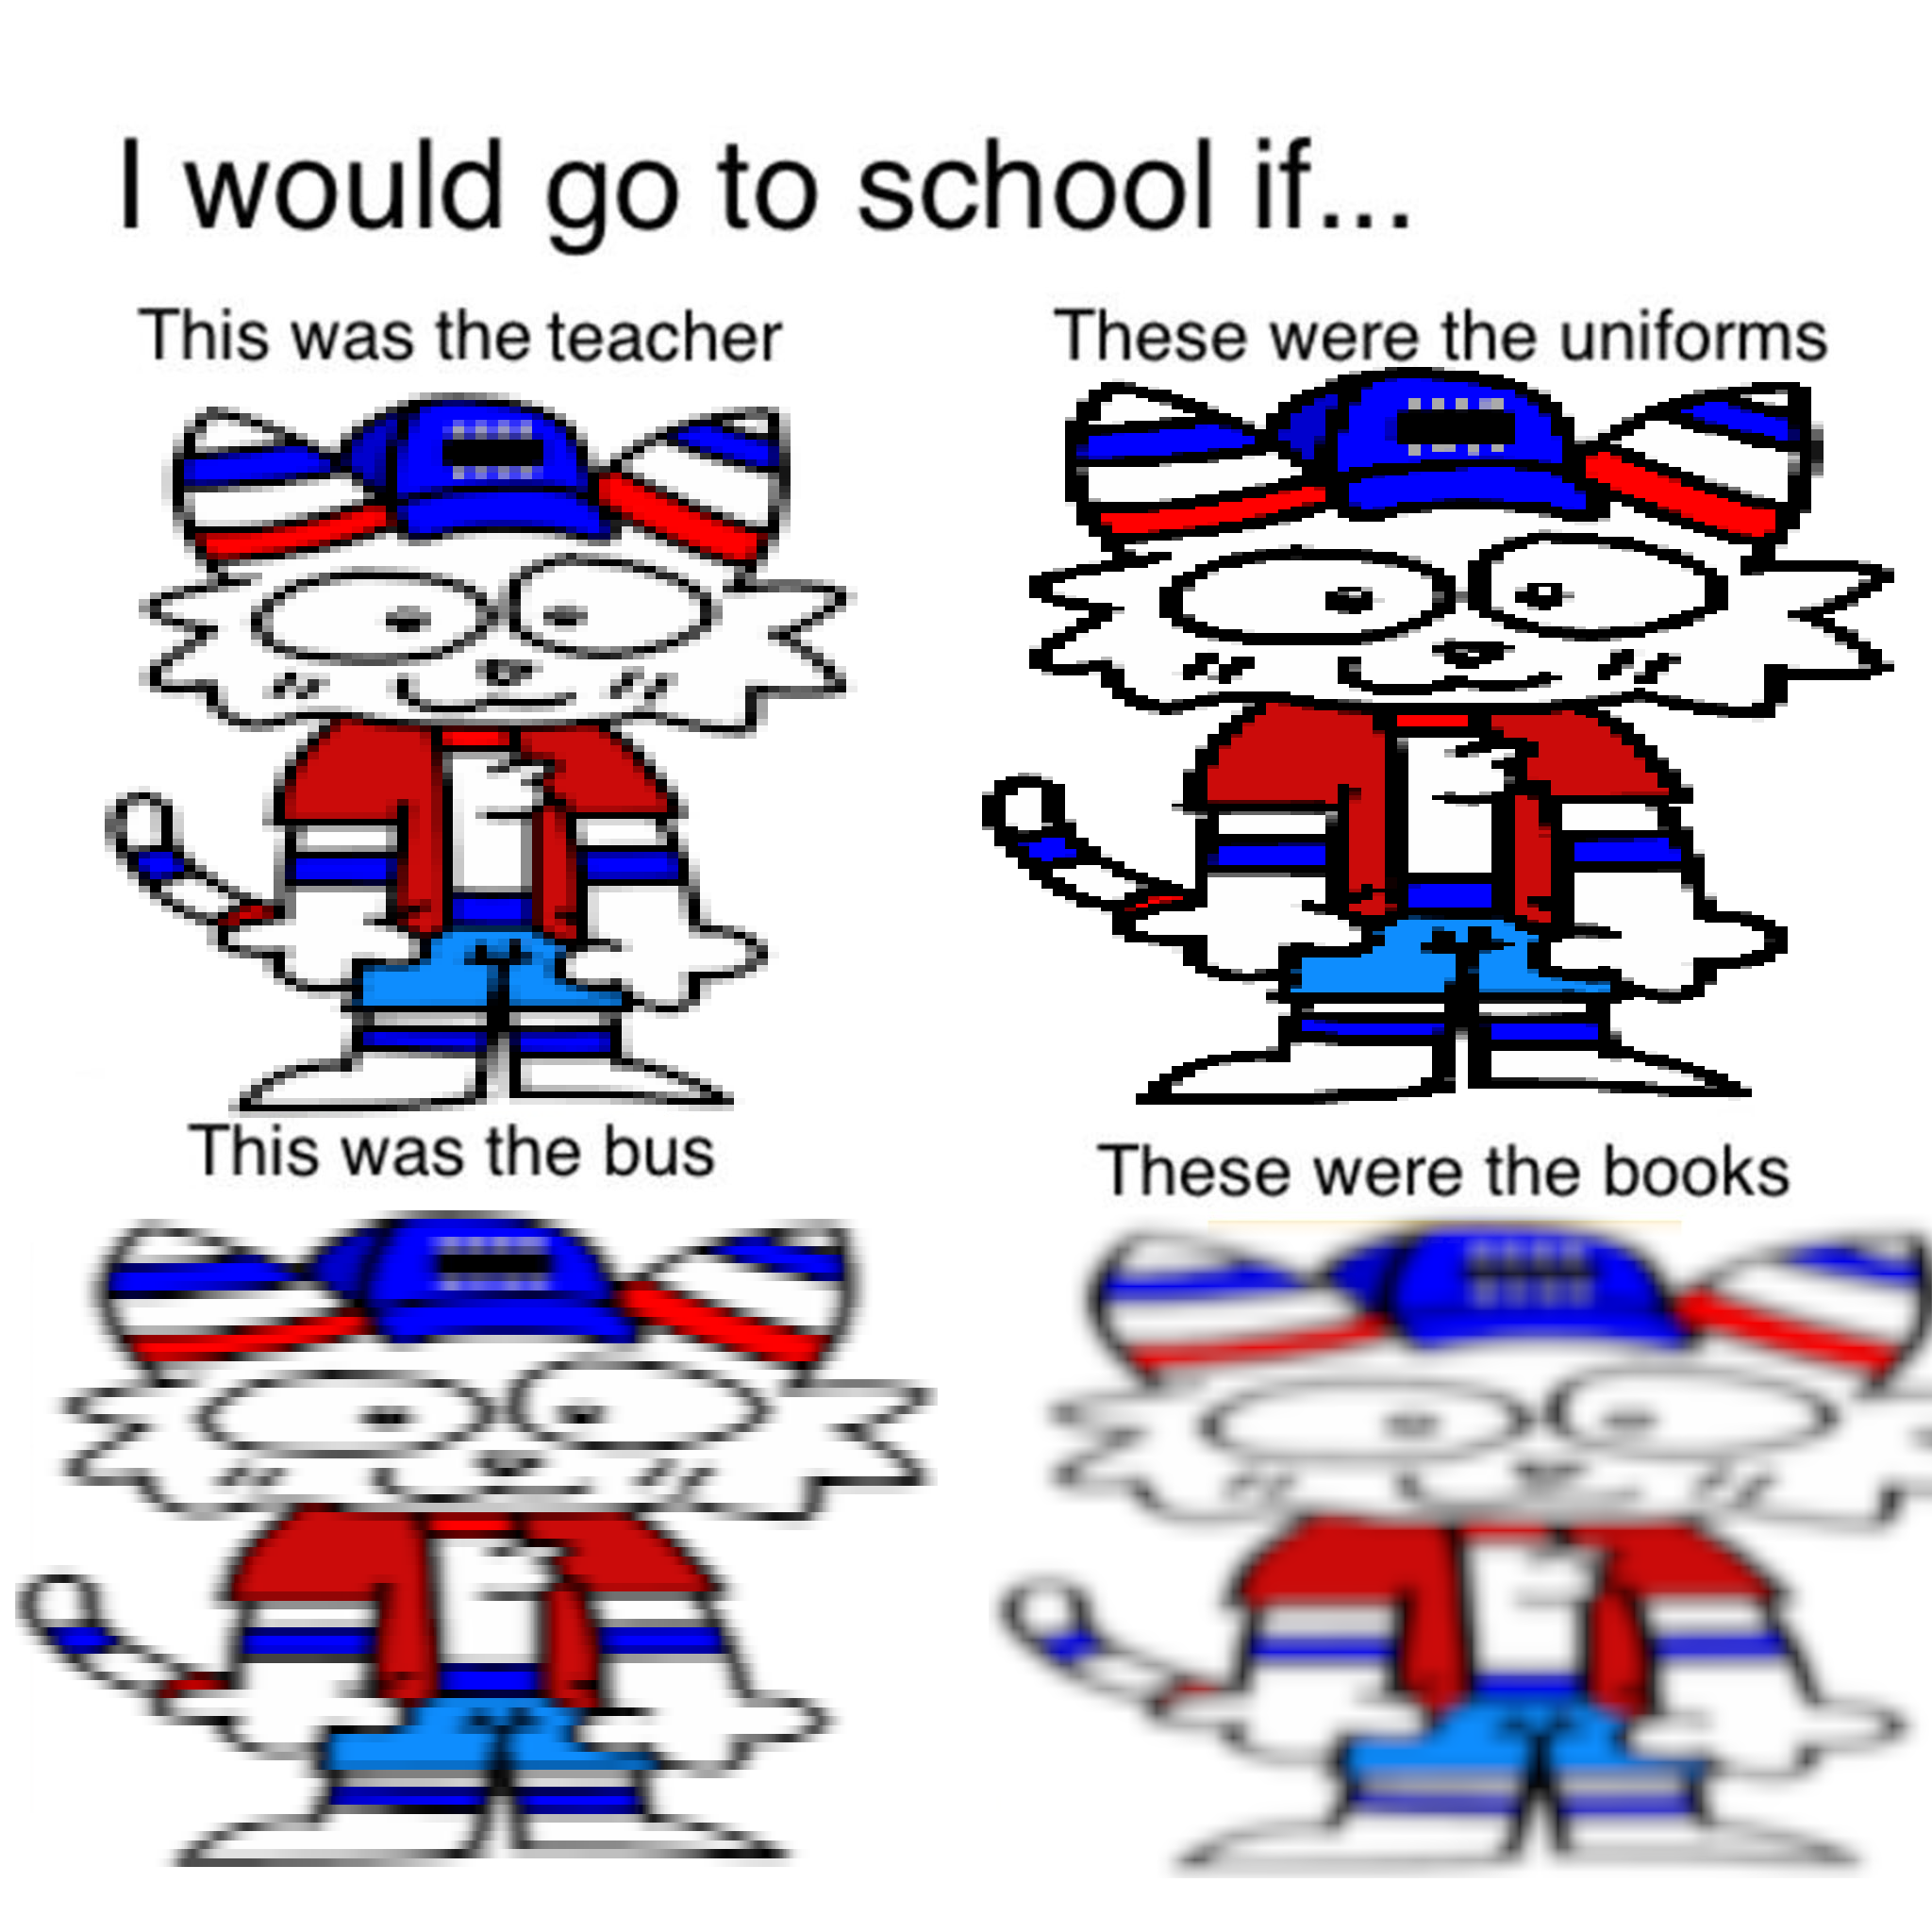 I would go to school if...
This was the teacher
These were the uniforms
This was the bus
These were the books